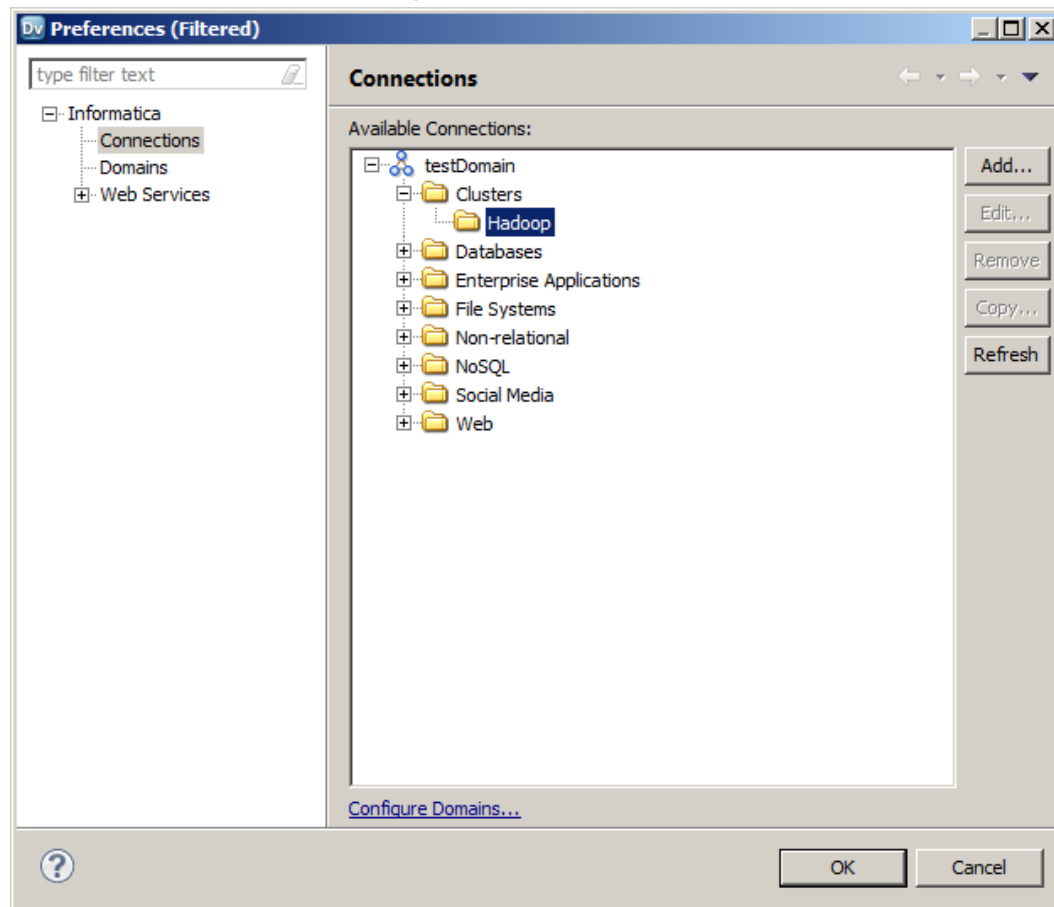 Dv Preferences (Filtered)
type filter text
Informatica
Connections
Domains
Web Services
Connections
Available Connections:
testDomain
Clusters
Hadoop
Databases
Enterprise Applications
File Systems
Non-relational
NoSQL
Social Media
Web
Add...
Edit...
Remove
Copy...
Refresh
Configure Domains...
?
OK
Cancel